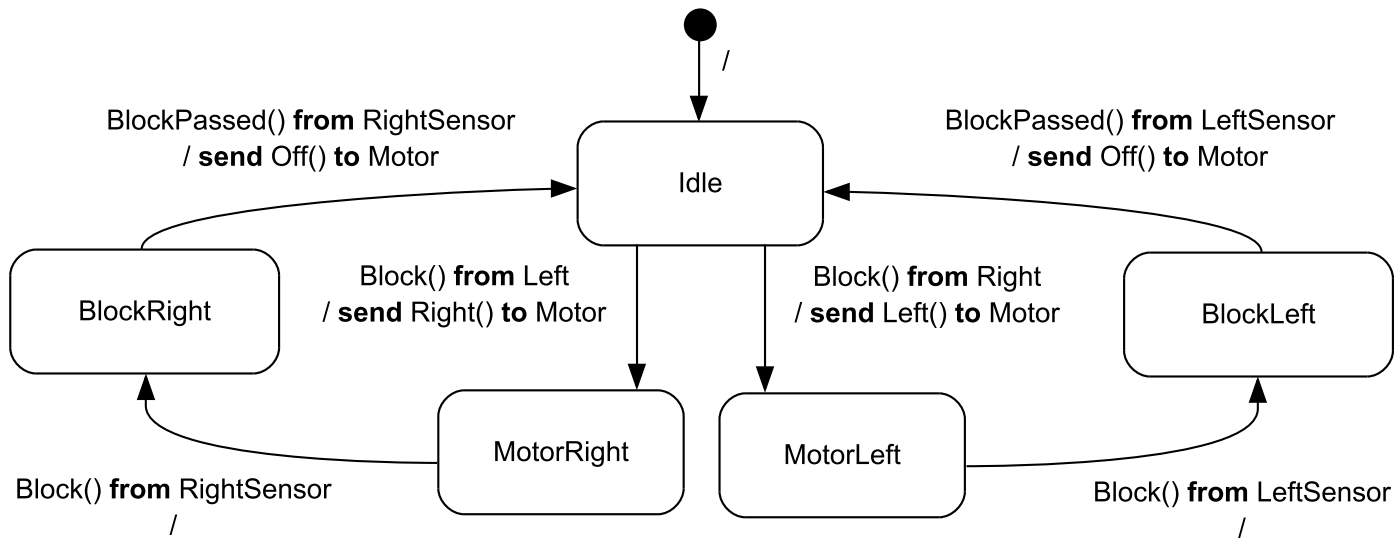 /
BlockPassed() from RightSensor
/ send Off() to Motor
BlockPassed() from LeftSensor
/ send Off() to Motor
Idle
Block() from Left
/ send Right() to Motor
Block() from Right
/ send Left() to Motor
BlockRight
BlockLeft
MotorRight
MotorLeft
Block() from RightSensor
/
Block() from LeftSensor
/